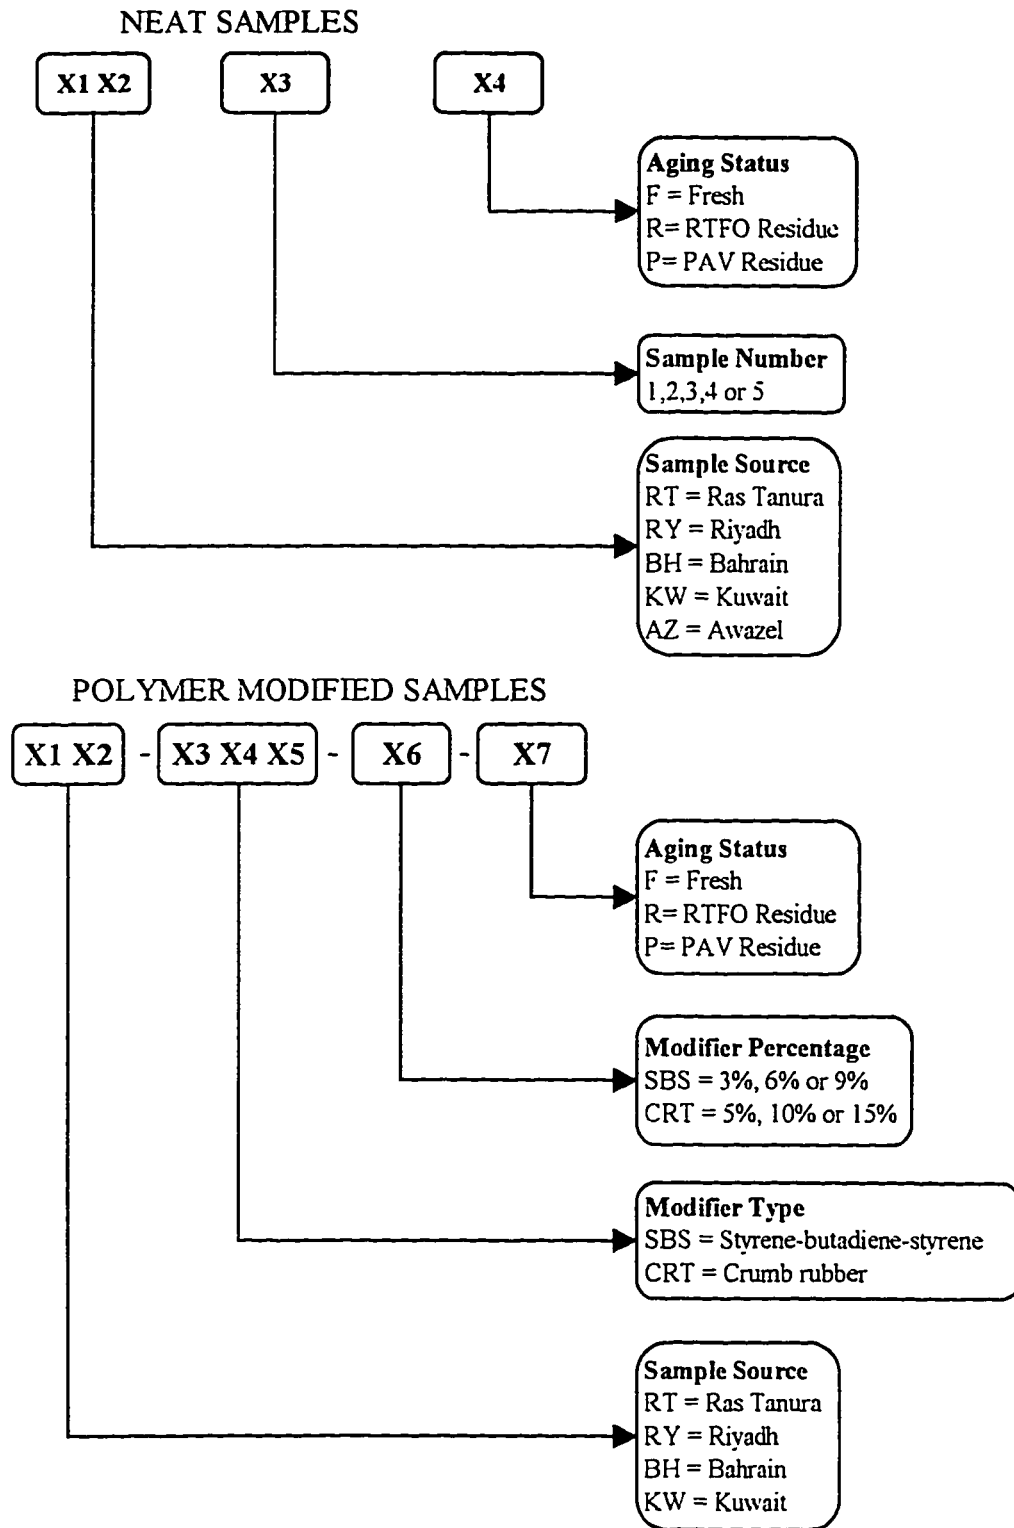 NEAT SAMPLES
X1 X2 X3 X4
Aging Status
F = Fresh
R= RTFO Residue
P= PAV Residue
Sample Number
1,2,3,4 or 5
Sample Source
RT = Ras Tanura
RY = Riyadh
BH = Bahrain
KW = Kuwait
AZ = Awazel
POLYMER MODIFIED SAMPLES
X1 X2 - X3 X4 X5 - X6 - X7
Aging Status
F = Fresh
R= RTFO Residue
P= PAV Residue
Modifier Percentage
SBS = 3%, 6% or 9%
CRT = 5%, 10% or 15%
Modifier Type
SBS = Styrene-butadiene-styrene
CRT = Crumb rubber
Sample Source
RT = Ras Tanura
RY = Riyadh
BH = Bahrain
KW = Kuwait